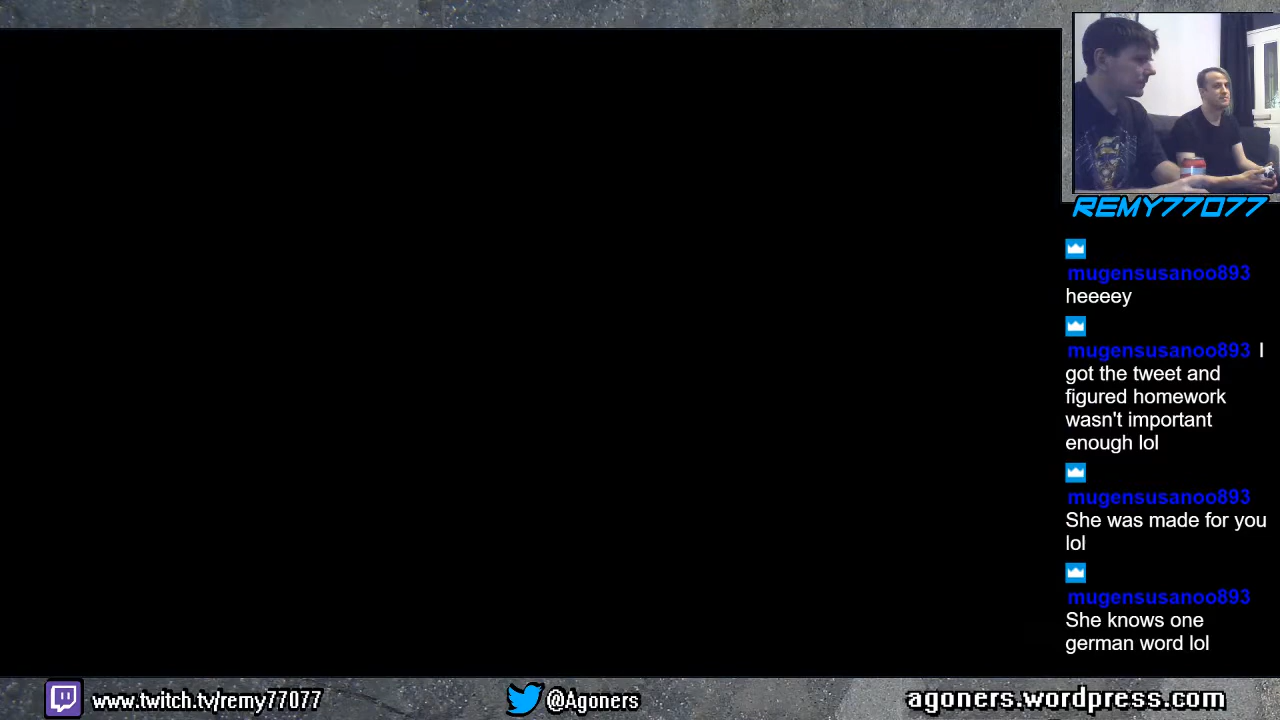 REMY77077
mugensusanoo893
heeeey
mugensusanoo893 I
got the tweet and
figured homework
wasn't important
enough lol
mugensusanoo893
She was made for you
lol
mugensusanoo893
She knows one
german word lol
www.twitch.tv/remy77077
@Agoners
agoners.wordpress.com